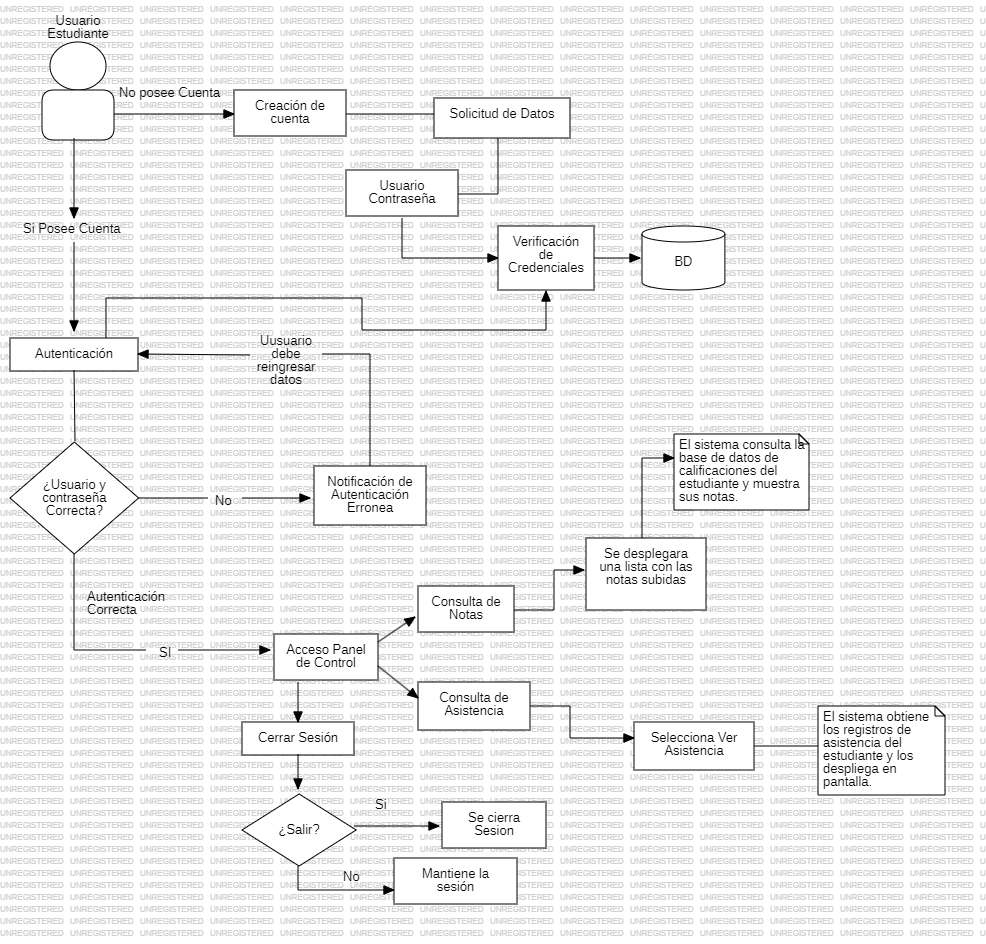 Usuario
Estudiante
No posee Cuenta
Creación de
cuenta
Solicitud de Datos
Usuario
Contraseña
Si Posee Cuenta
Verificación
de
Credenciales
BD
Autenticación
Uusuario
debe
reingresar
datos
¿Usuario y
contraseña
Correcta?
No
Notificación de
Autenticación
Erronea
El sistema consulta la
base de datos de
calificaciones del
estudiante y muestra
sus notas.
Se desplegara
una lista con las
notas subidas
Autenticación
Correcta
Consulta de
Notas
SI
Acceso Panel
de Control
Consulta de
Asistencia
Cerrar Sesión
Selecciona Ver
Asistencia
El sistema obtiene
los registros de
asistencia del
estudiante y los
despliega en
pantalla.
¿Salir?
Si
Se cierra
Sesion
No
Mantiene la
sesión
UNREGISTERED